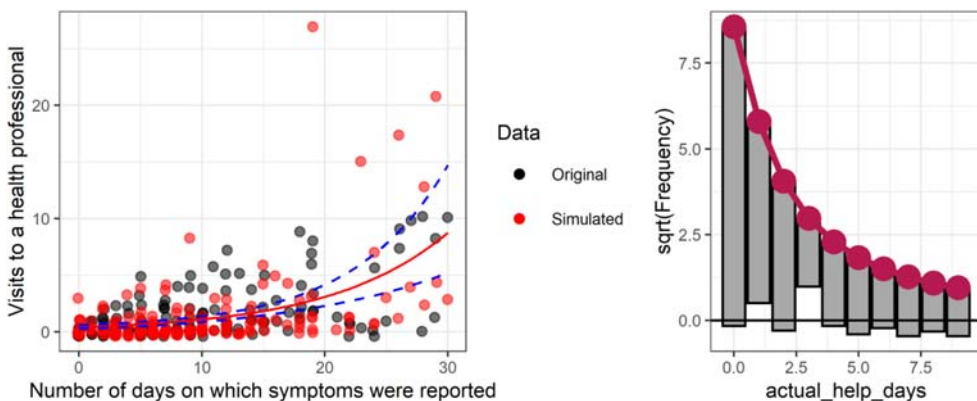 Visits to a health professional
20
10
0
0
10
20
30
Number of days on which symptoms were reported
Data
Original
Simulated
sqrt(Frequency)
7.5
5.0
2.5
0.0
0.0
2.5
5.0
7.5
actual_help_days